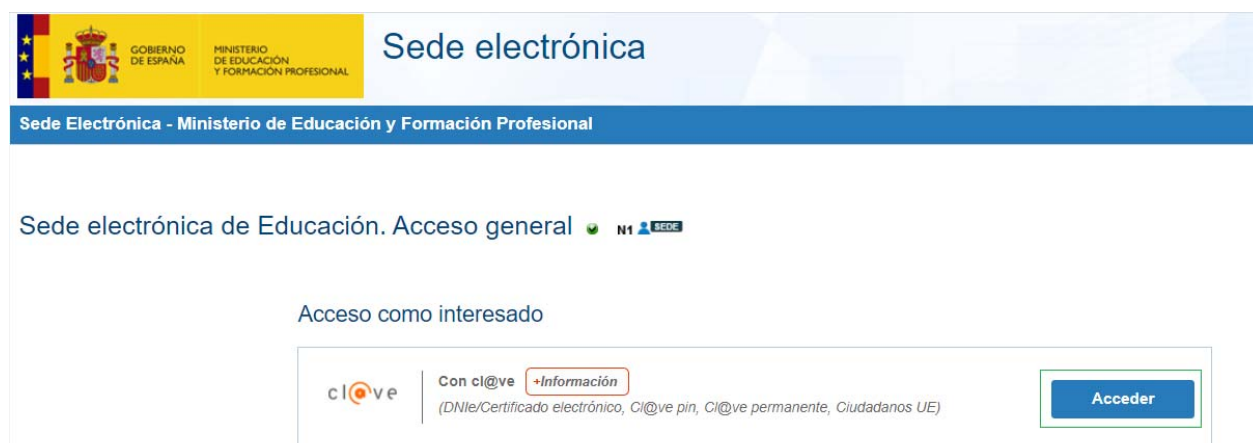 GOBIERNO
DE ESPAÑA
MINISTERIO
DE EDUCACIÓN
Y FORMACIÓN PROFESIONAL
Sede electrónica
Sede Electrónica - Ministerio de Educación y Formación Profesional
Sede electrónica de Educación. Acceso general N1 SEDE
Acceso como interesado
cl@ve
Con cl@ve +Información
(DNIe/Certificado electrónico, Cl@ve pin, Cl@ve permanente, Ciudadanos UE)
Acceder